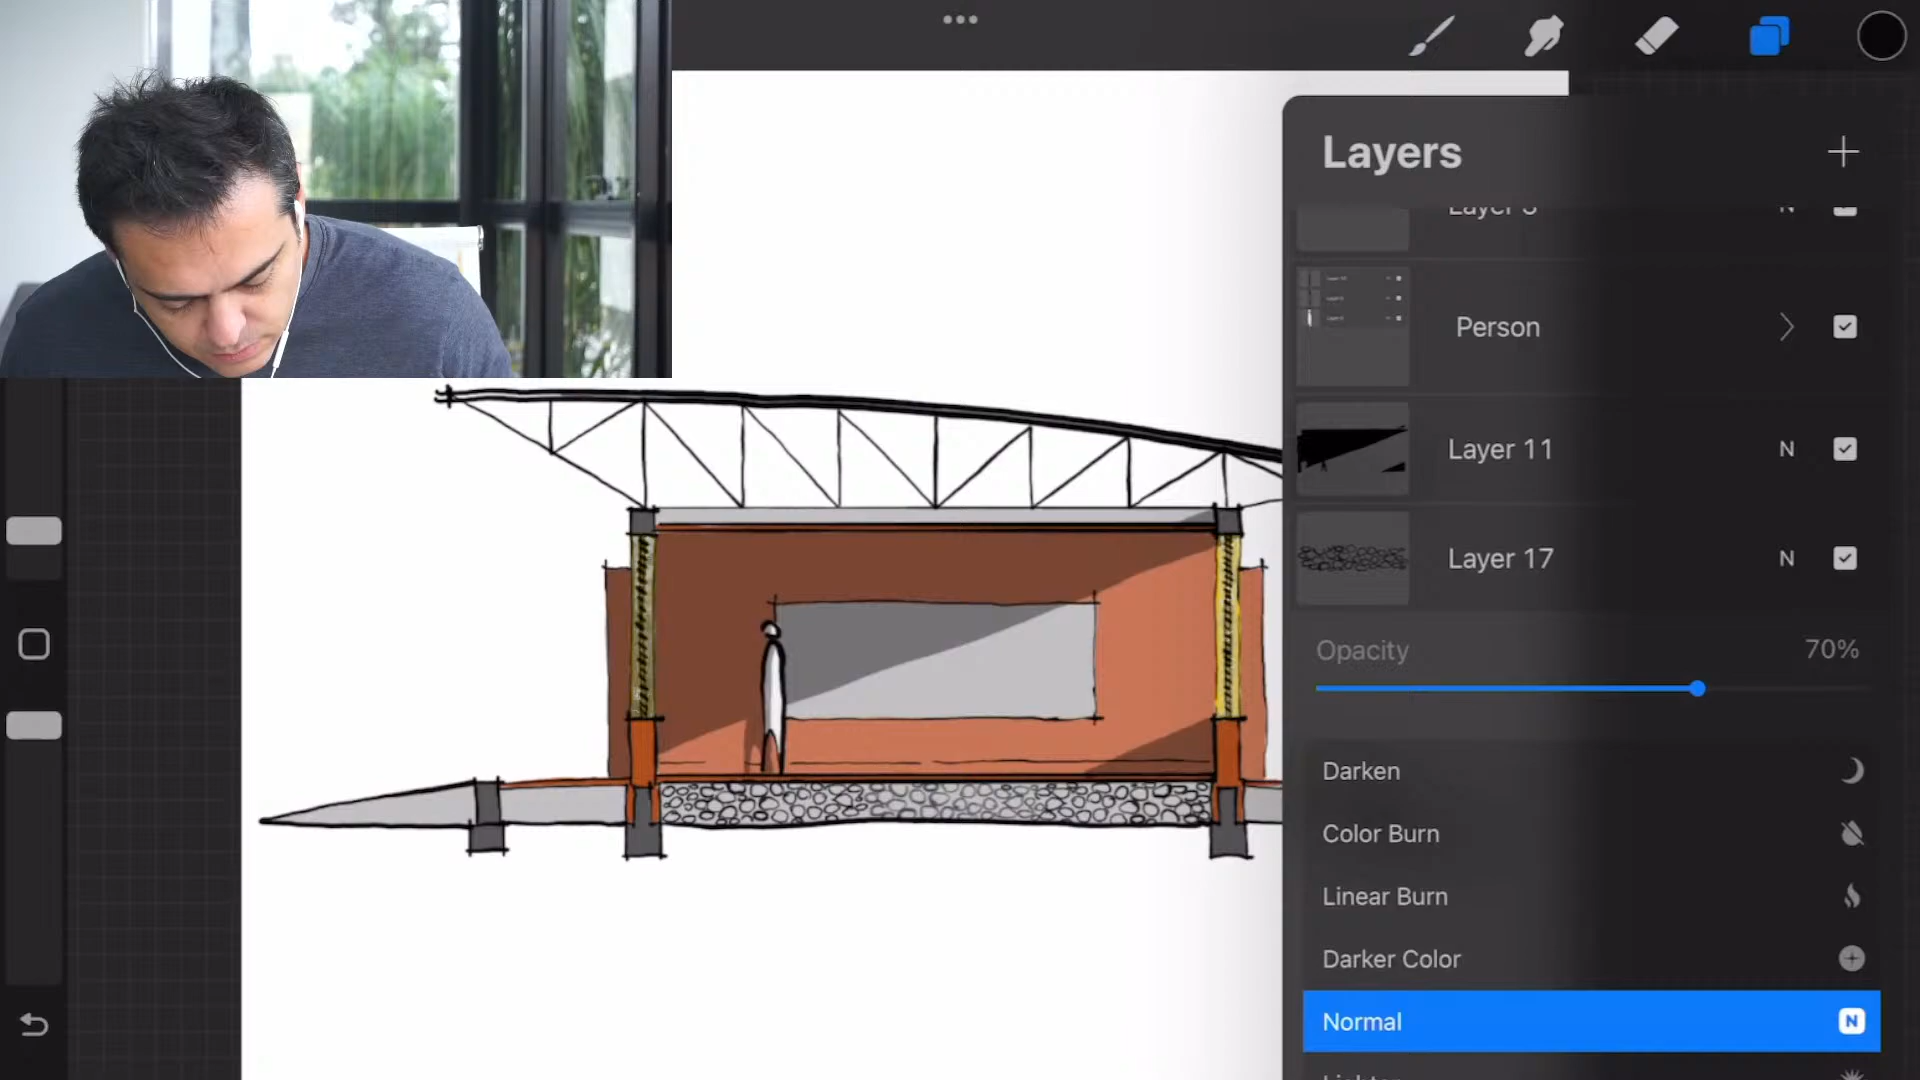 Layers
Person
Layer 11 N
Layer 17 N
Opacity 70%
Darken
Color Burn
Linear Burn
Darker Color
Normal N